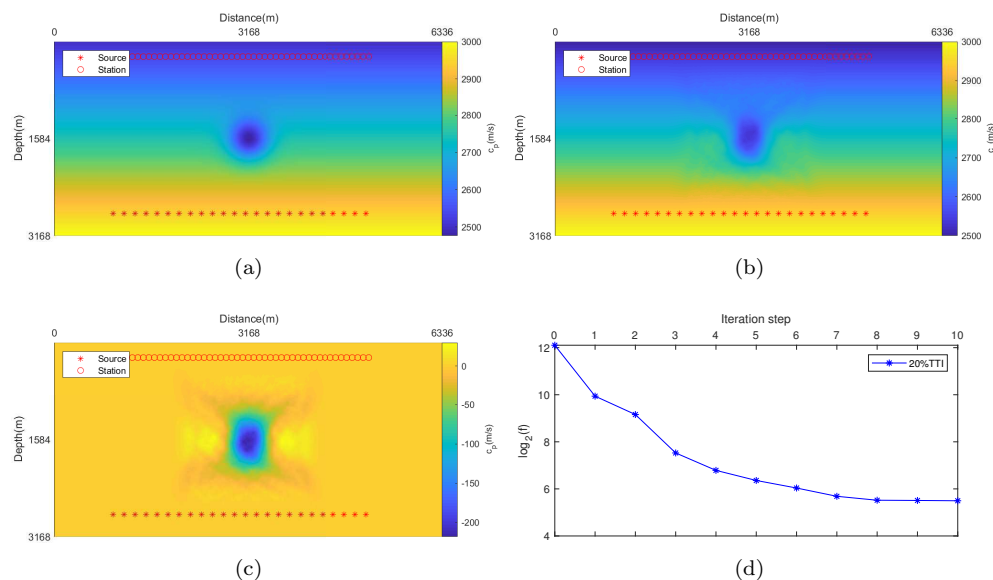 Distance(m)
0 3168 6336
Source
Station
Depth(m)
1584
3168
3000
2900
2800
2700
2600
2500
c_p(m/s)
(a)
Distance(m)
0 3168 6336
Source
Station
Depth(m)
1584
3168
3000
2900
2800
2700
2600
2500
c_p(m/s)
(b)
Distance(m)
0 3168 6336
Source
Station
Depth(m)
1584
3168
0
-50
-100
-150
-200
c_p(m/s)
(c)
Iteration step
0 1 2 3 4 5 6 7 8 9 10
20%TTI
log_2(f)
12
10
8
6
4
(d)